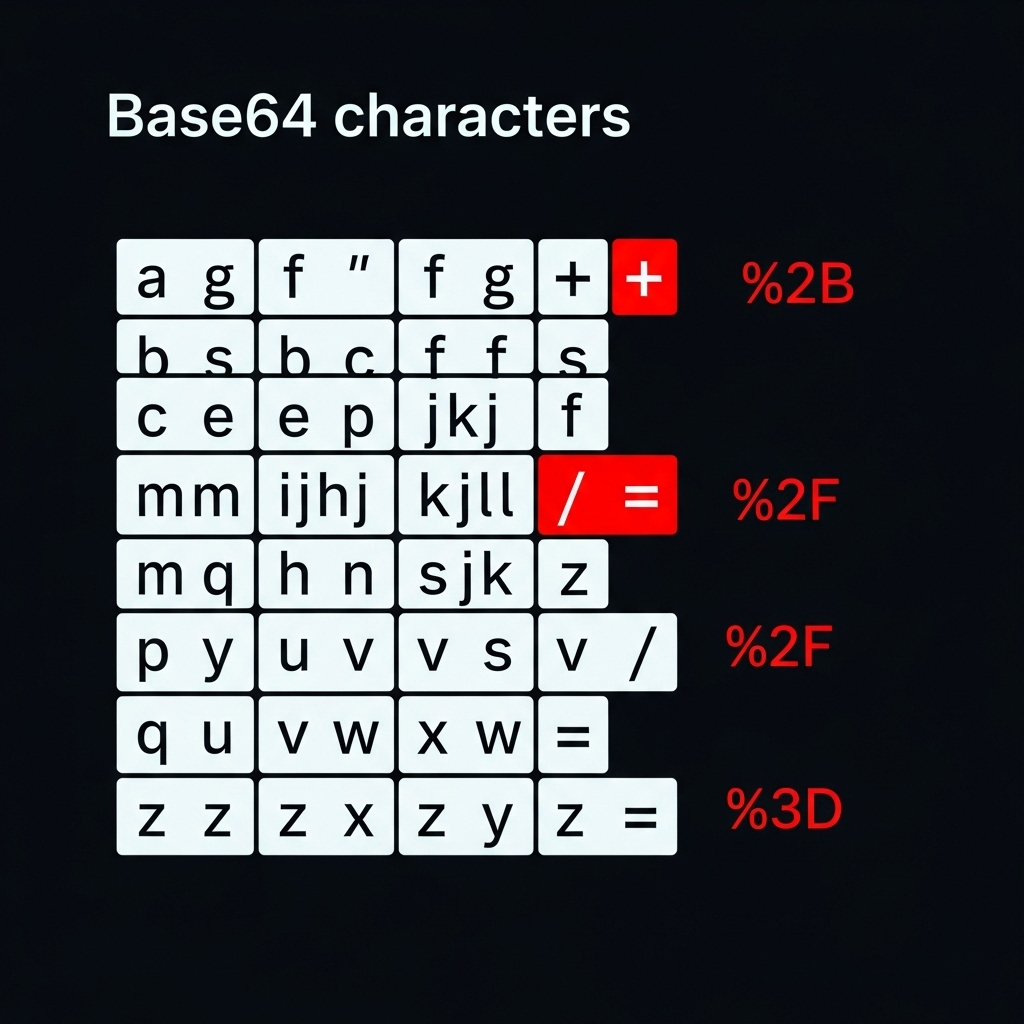 Base64 characters
a g f " f g + + %2B
b s b c f f s
c e e p jkj f
mm ijhj kjll / = %2F
m q h n sjk z
p y u v v s v / %2F
q u v w x w =
z z z x z y z = %3D